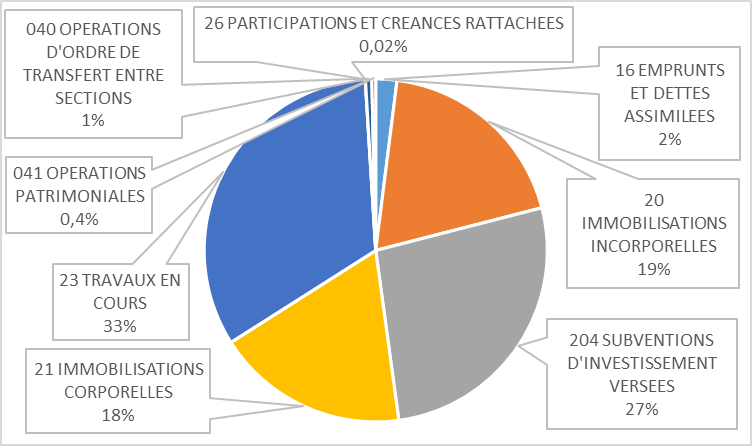 040 OPERATIONS
D'ORDRE DE
TRANSFERT ENTRE
SECTIONS
1%
26 PARTICIPATIONS ET CREANCES RATTACHEES
0,02%
16 EMPRUNTS
ET DETTES
ASSIMILEES
2%
041 OPERATIONS
PATRIMONIALES
0,4%
20
IMMOBILISATIONS
INCORPORELLES
19%
23 TRAVAUX EN
COURS
33%
204 SUBVENTIONS
D'INVESTISSEMENT
VERSEES
27%
21 IMMOBILISATIONS
CORPORELLES
18%